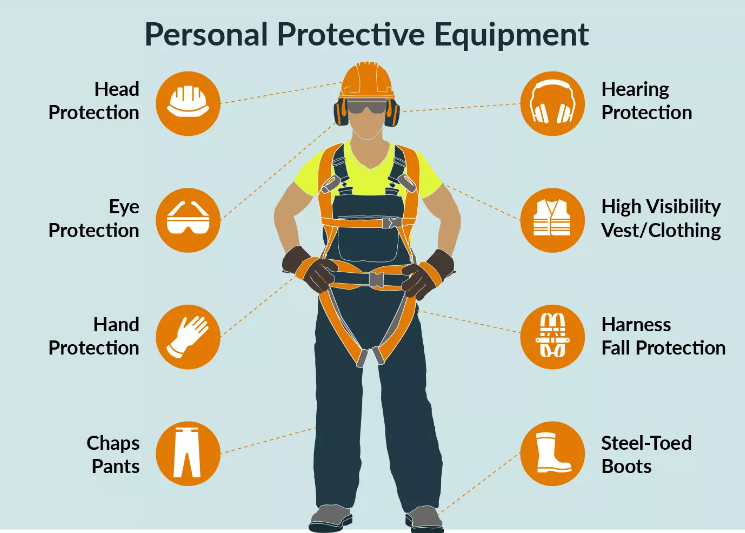 Personal Protective Equipment
Head
Protection
Eye
Protection
Hand
Protection
Chaps
Pants
Hearing
Protection
High Visibility
Vest/Clothing
Harness
Fall Protection
Steel-Toed
Boots